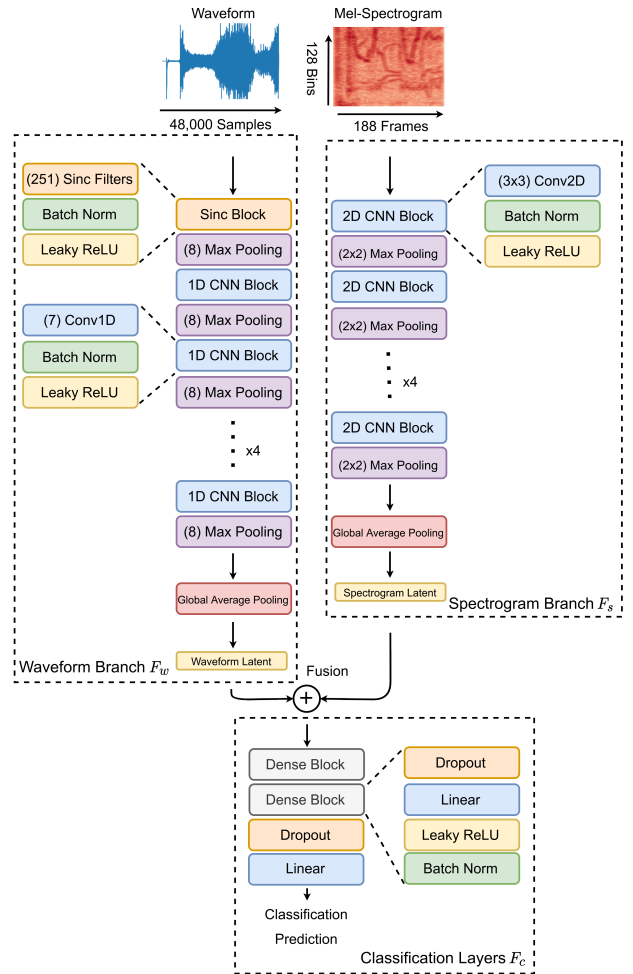 Waveform
Mel-Spectrogram
128 Bins
48,000 Samples
188 Frames
(251) Sinc Filters
Batch Norm
Leaky ReLU
(7) Conv1D
Batch Norm
Leaky ReLU
Sinc Block
(8) Max Pooling
1D CNN Block
(8) Max Pooling
1D CNN Block
(8) Max Pooling
x4
1D CNN Block
(8) Max Pooling
Global Average Pooling
Waveform Latent
Waveform Branch F_w
2D CNN Block
(2x2) Max Pooling
2D CNN Block
(2x2) Max Pooling
x4
2D CNN Block
(2x2) Max Pooling
Global Average Pooling
Spectrogram Latent
(3x3) Conv2D
Batch Norm
Leaky ReLU
Spectrogram Branch F_s
Fusion
+
Dense Block
Dense Block
Dropout
Linear
Classification
Prediction
Dropout
Linear
Leaky ReLU
Batch Norm
Classification Layers F_c